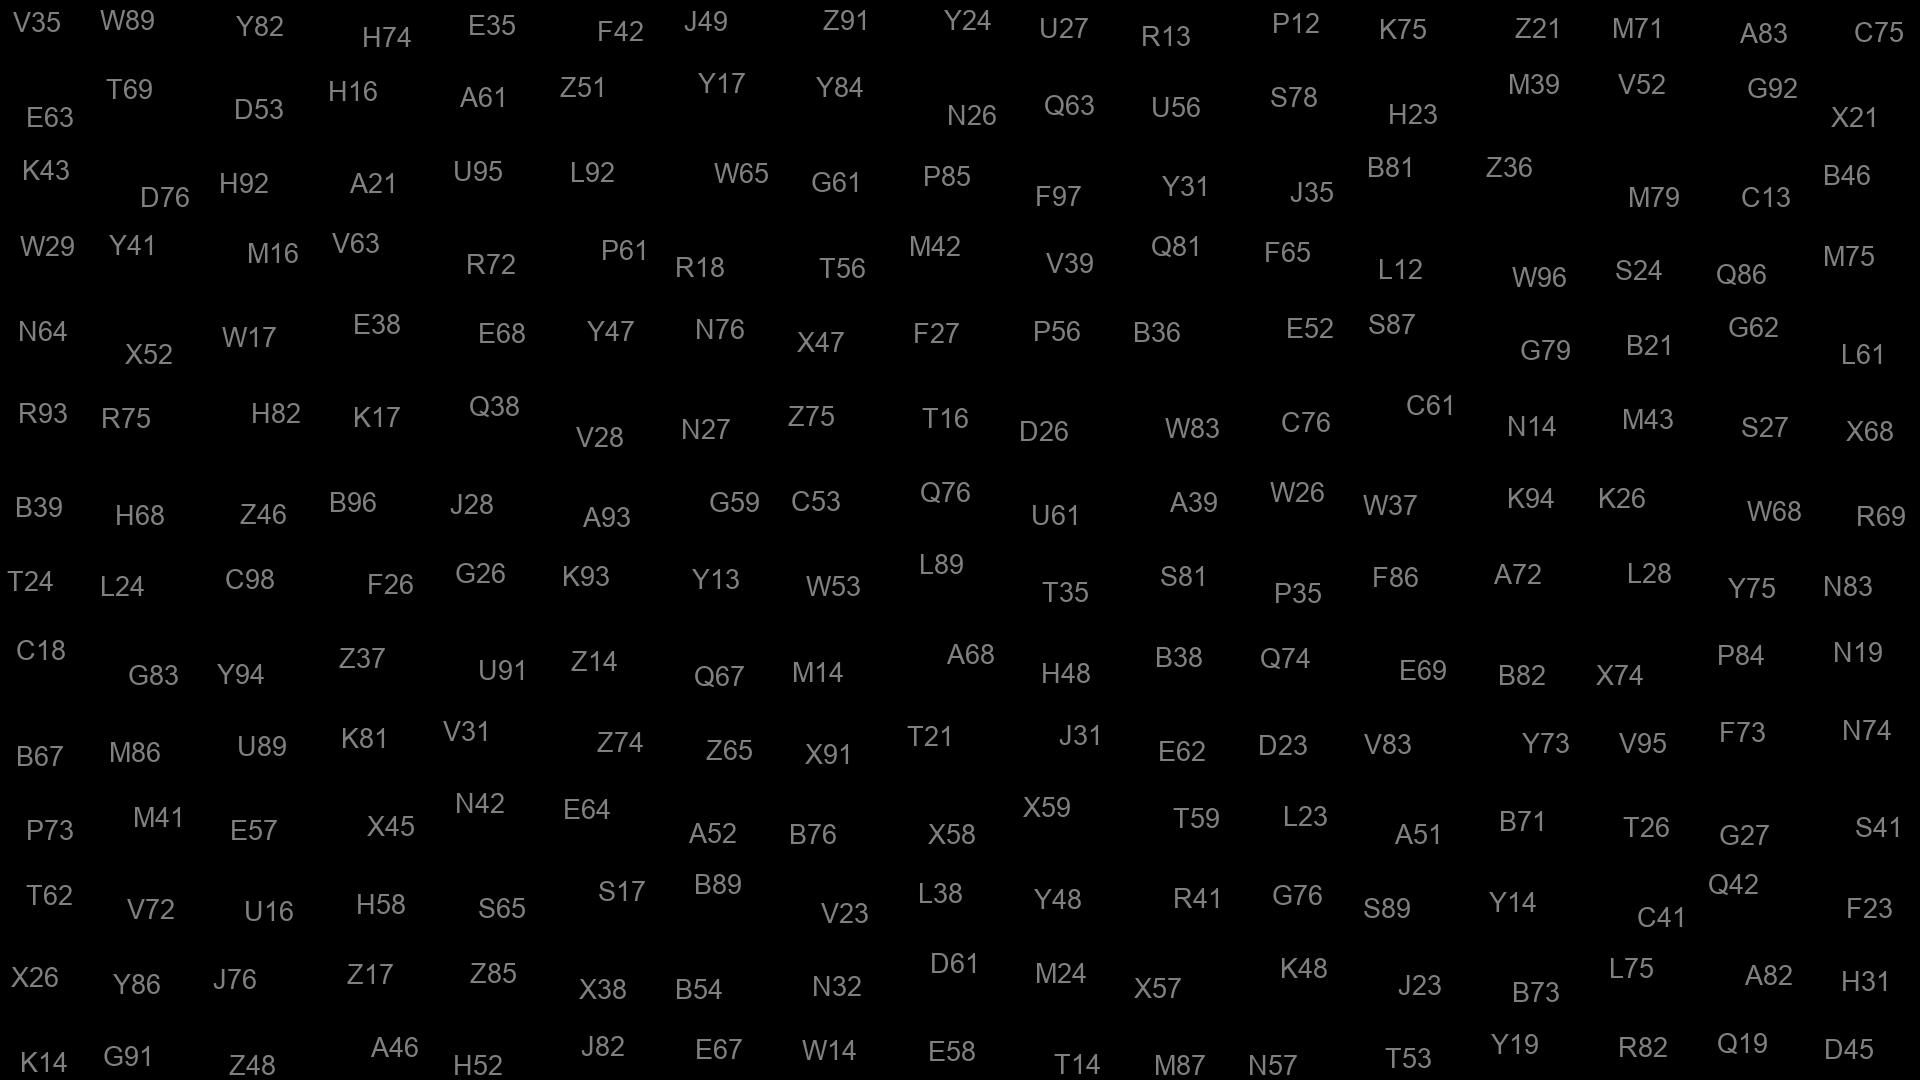 V35 W89 Y82 H74 E35 F42 J49 Z91 Y24 U27 R13 P12 K75 Z21 M71 A83 C75
E63 T69 D53 H16 A61 Z51 Y17 Y84 N26 Q63 U56 S78 H23 M39 V52 G92 X21
K43 D76 H92 A21 U95 L92 W65 G61 P85 F97 Y31 J35 B81 Z36 M79 C13 B46
W29 Y41 M16 V63 R72 P61 R18 T56 M42 V39 Q81 F65 L12 W96 S24 Q86 M75
N64 X52 W17 E38 E68 Y47 N76 X47 F27 P56 B36 E52 S87 G79 B21 G62 L61
R93 R75 H82 K17 Q38 V28 N27 Z75 T16 D26 W83 C76 C61 N14 M43 S27 X68
B39 H68 Z46 B96 J28 A93 G59 C53 Q76 U61 A39 W26 W37 K94 K26 W68 R69
T24 L24 C98 F26 G26 K93 Y13 W53 L89 T35 S81 P35 F86 A72 L28 Y75 N83
C18 G83 Y94 Z37 U91 Z14 Q67 M14 A68 H48 B38 Q74 E69 B82 X74 P84 N19
B67 M86 U89 K81 V31 Z74 Z65 X91 T21 J31 E62 D23 V83 Y73 V95 F73 N74
P73 M41 E57 X45 N42 E64 A52 B76 X58 X59 T59 L23 A51 B71 T26 G27 S41
T62 V72 U16 H58 S65 S17 B89 V23 L38 Y48 R41 G76 S89 Y14 C41 Q42 F23
X26 Y86 J76 Z17 Z85 X38 B54 N32 D61 M24 X57 K48 J23 B73 L75 A82 H31
K14 G91 Z48 A46 H52 J82 E67 W14 E58 T14 M87 N57 T53 Y19 R82 Q19 D45